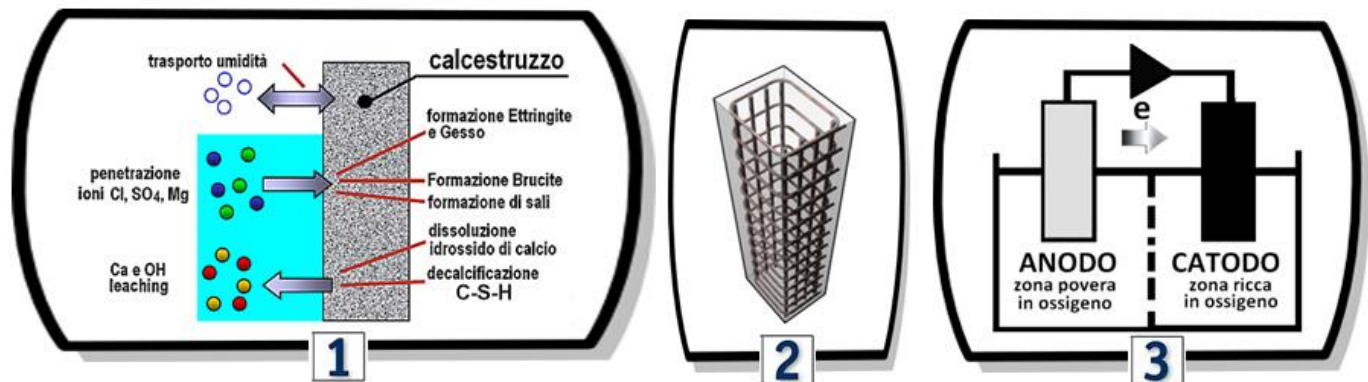 trasporto umidità
calcestruzzo
formazione Ettringite
e Gesso
penetrazione
ioni Cl, SO4, Mg
Formazione Brucite
formazione di sali
dissoluzione
idrossido di calcio
Ca e OH
leaching
decalcificazione
C-S-H
1
2
e
ANODO
zona povera
in ossigeno
CATODO
zona ricca
in ossigeno
3